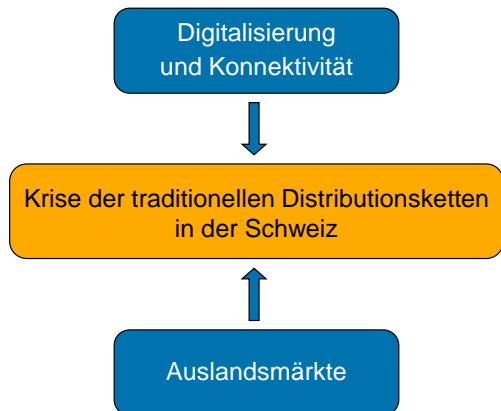 Digitalisierung
und Konnektivität
Krise der traditionellen Distributionsketten
in der Schweiz
Auslandsmärkte